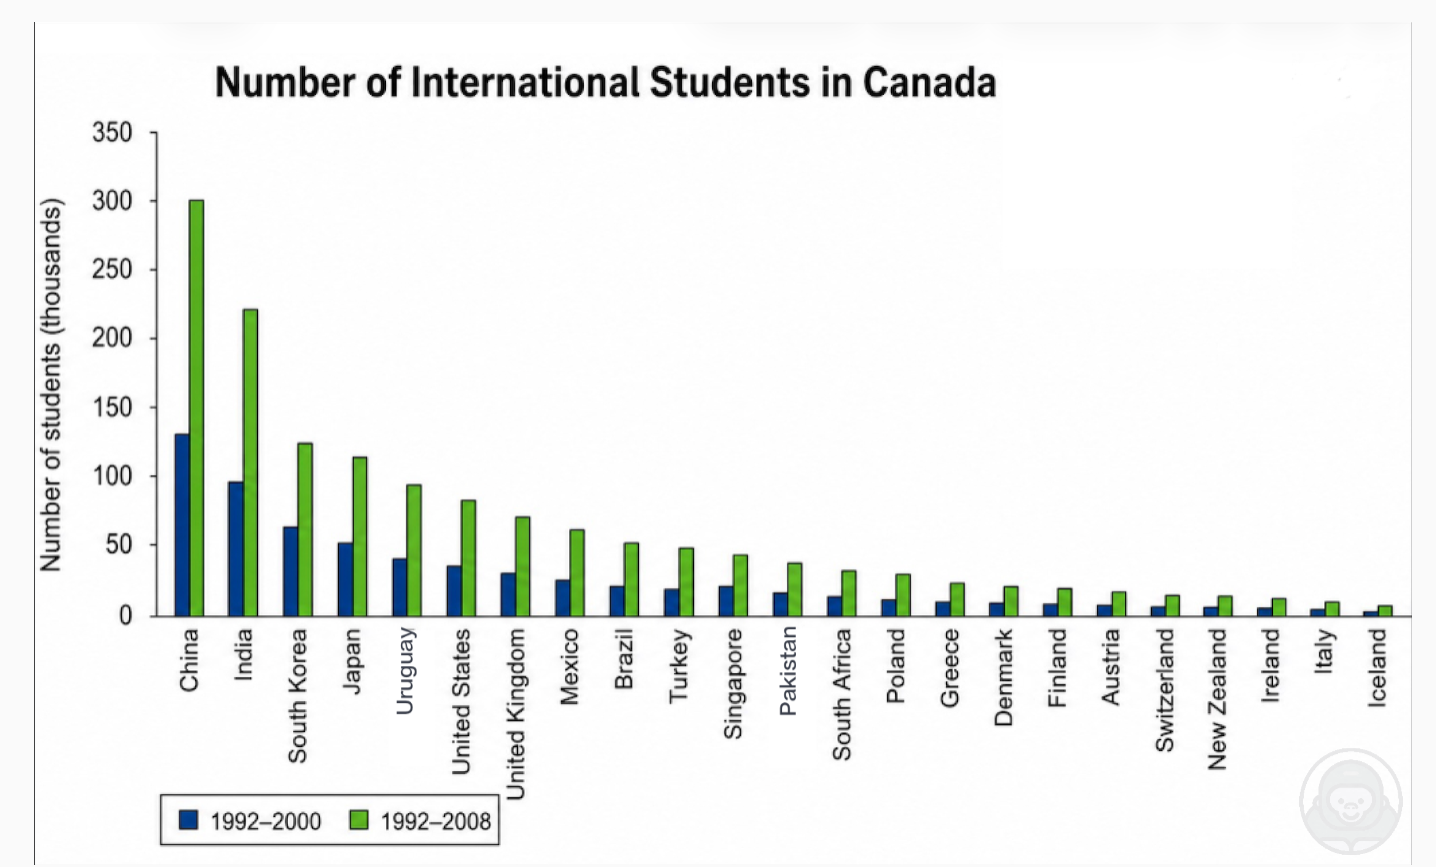 Number of International Students in Canada
Number of students (thousands)
350
300
250
200
150
100
50
0
China
India
South Korea
Japan
Uruguay
United States
United Kingdom
Mexico
Brazil
Turkey
Singapore
Pakistan
South Africa
Poland
Greece
Denmark
Finland
Austria
Switzerland
New Zealand
Ireland
Italy
Iceland
1992–2000 1992–2008